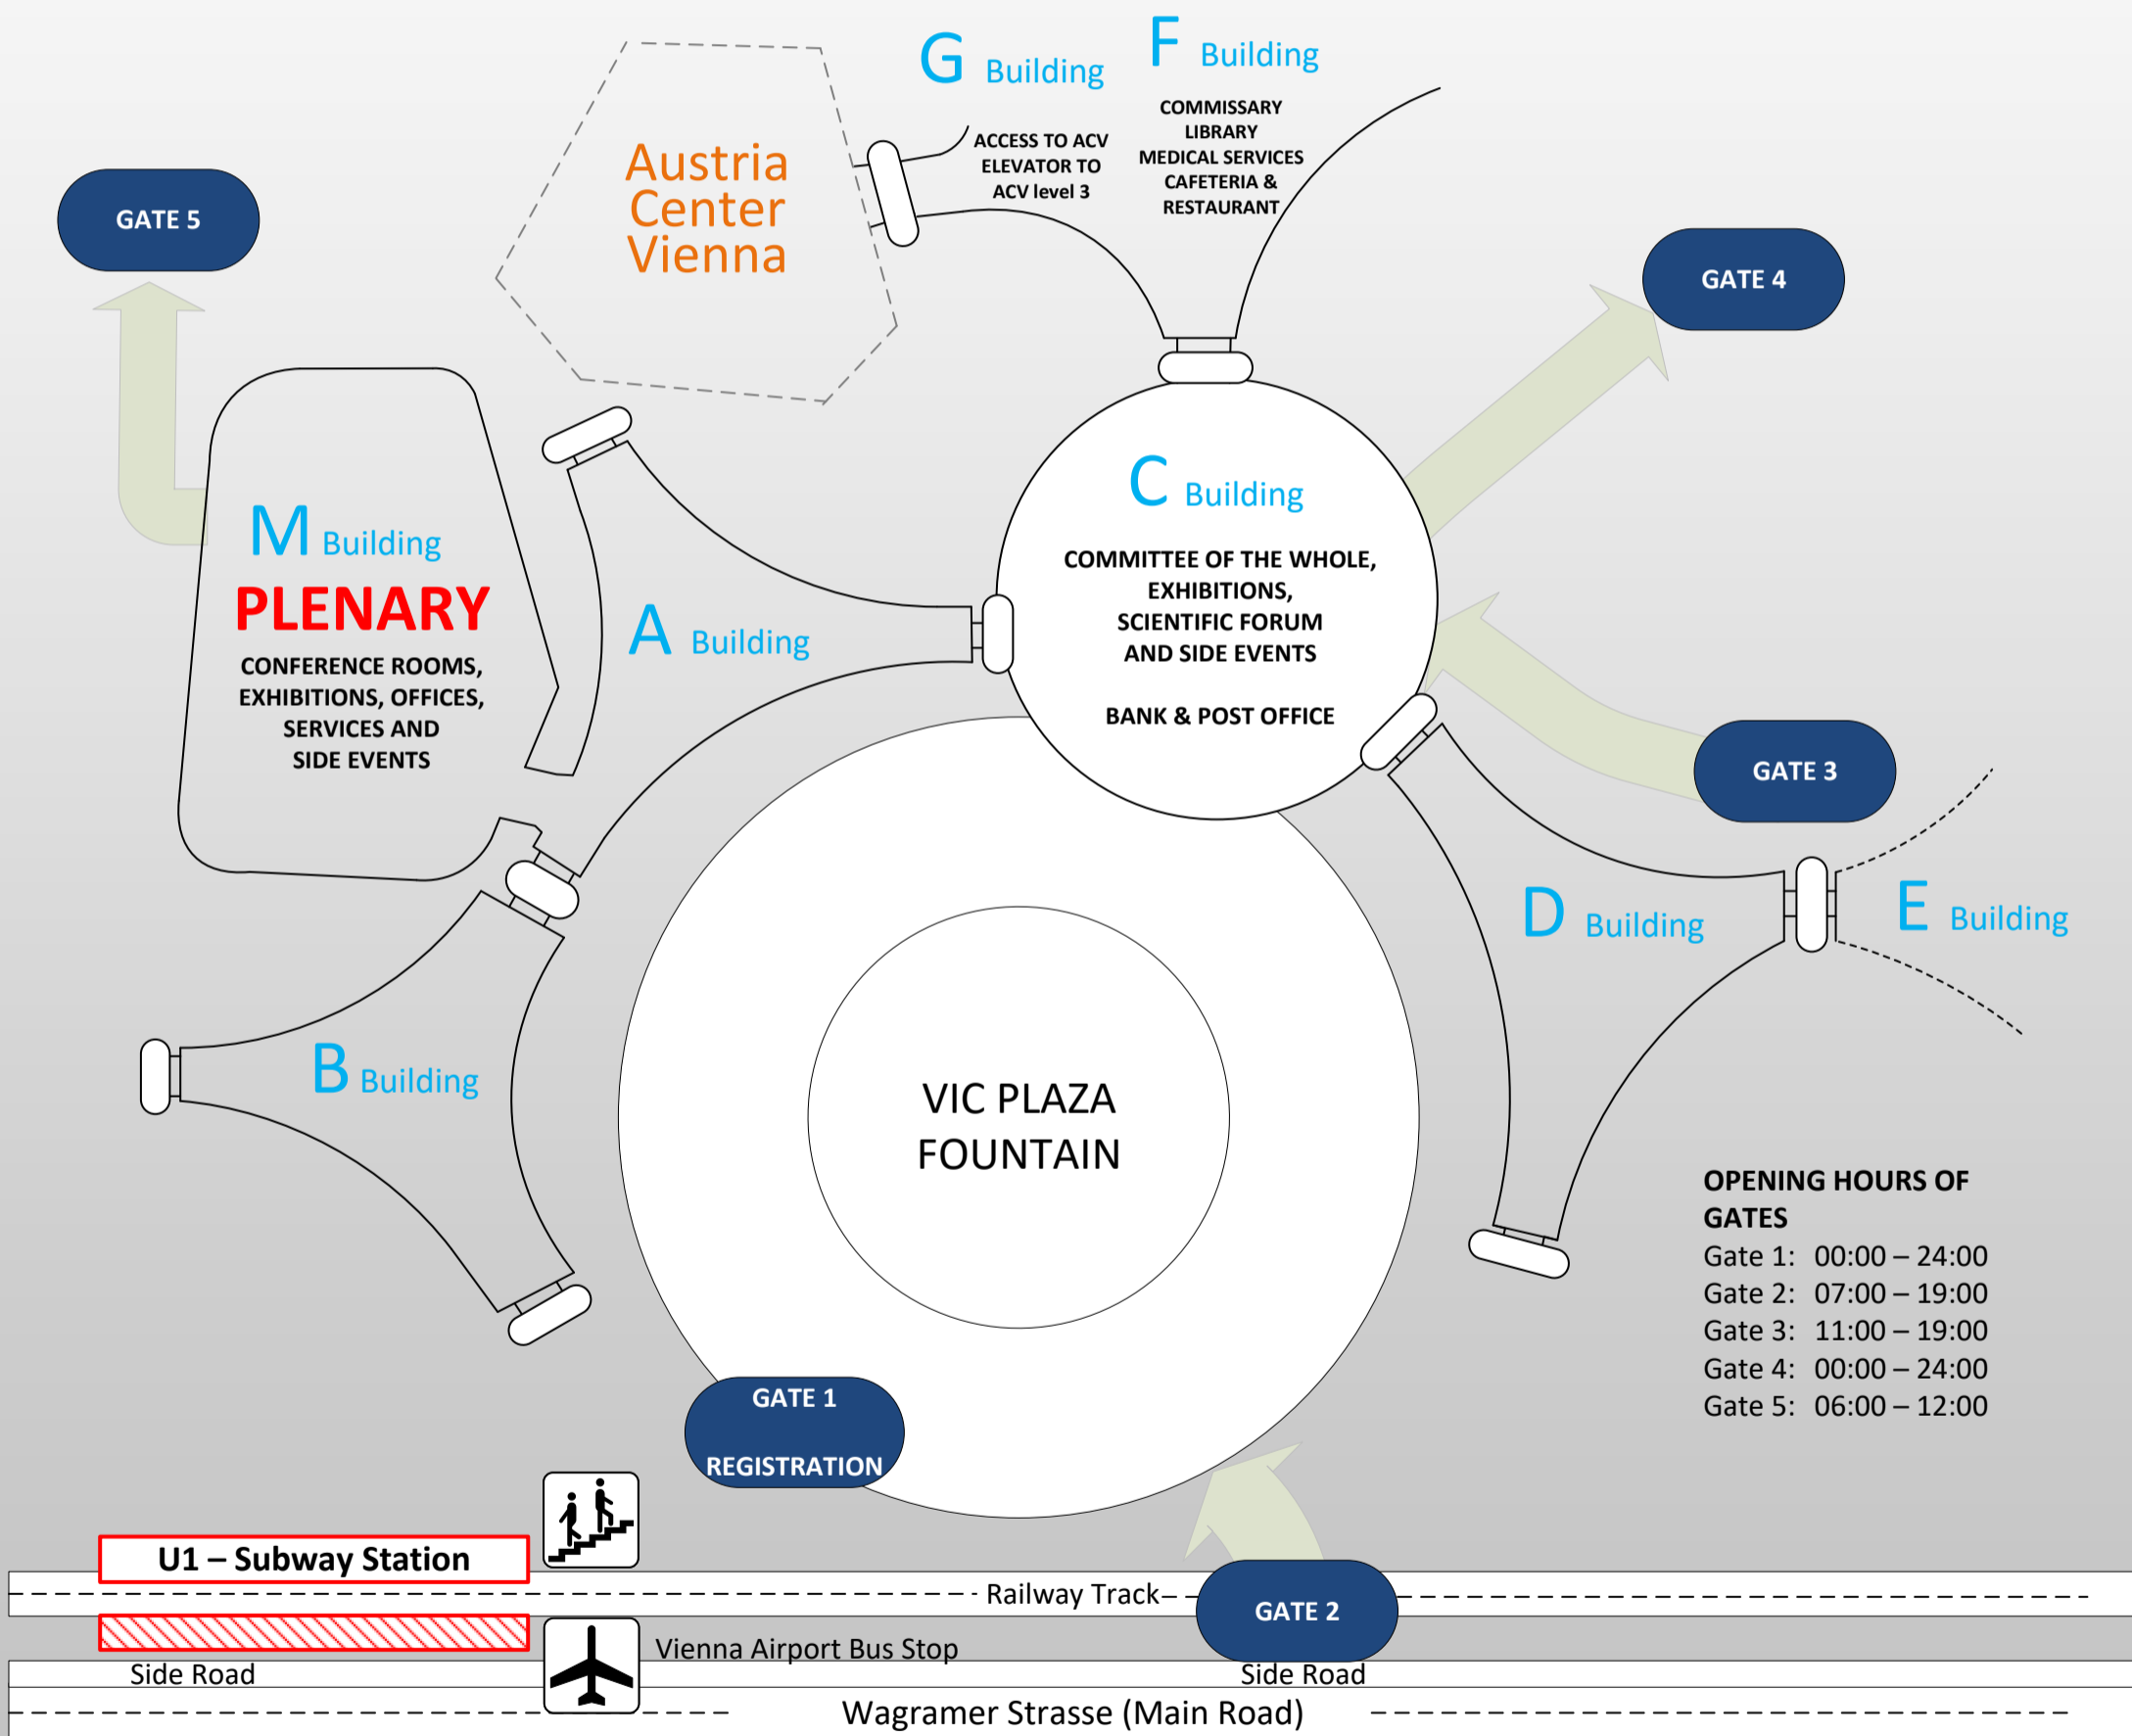 G Building
F Building
ACCESS TO ACV
ELEVATOR TO
ACV level 3
COMMISSARY
LIBRARY
MEDICAL SERVICES
CAFETERIA &
RESTAURANT
Austria
Center
Vienna
GATE 5
GATE 4
C Building
COMMITTEE OF THE WHOLE,
EXHIBITIONS,
SCIENTIFIC FORUM
AND SIDE EVENTS
BANK & POST OFFICE
M Building
PLENARY
CONFERENCE ROOMS,
EXHIBITIONS, OFFICES,
SERVICES AND
SIDE EVENTS
A Building
GATE 3
D Building
E Building
B Building
VIC PLAZA
FOUNTAIN
OPENING HOURS OF
GATES
Gate 1: 00:00 – 24:00
Gate 2: 07:00 – 19:00
Gate 3: 11:00 – 19:00
Gate 4: 00:00 – 24:00
Gate 5: 06:00 – 12:00
GATE 1
REGISTRATION
U1 – Subway Station
Railway Track
GATE 2
Vienna Airport Bus Stop
Side Road
Side Road
Wagramer Strasse (Main Road)